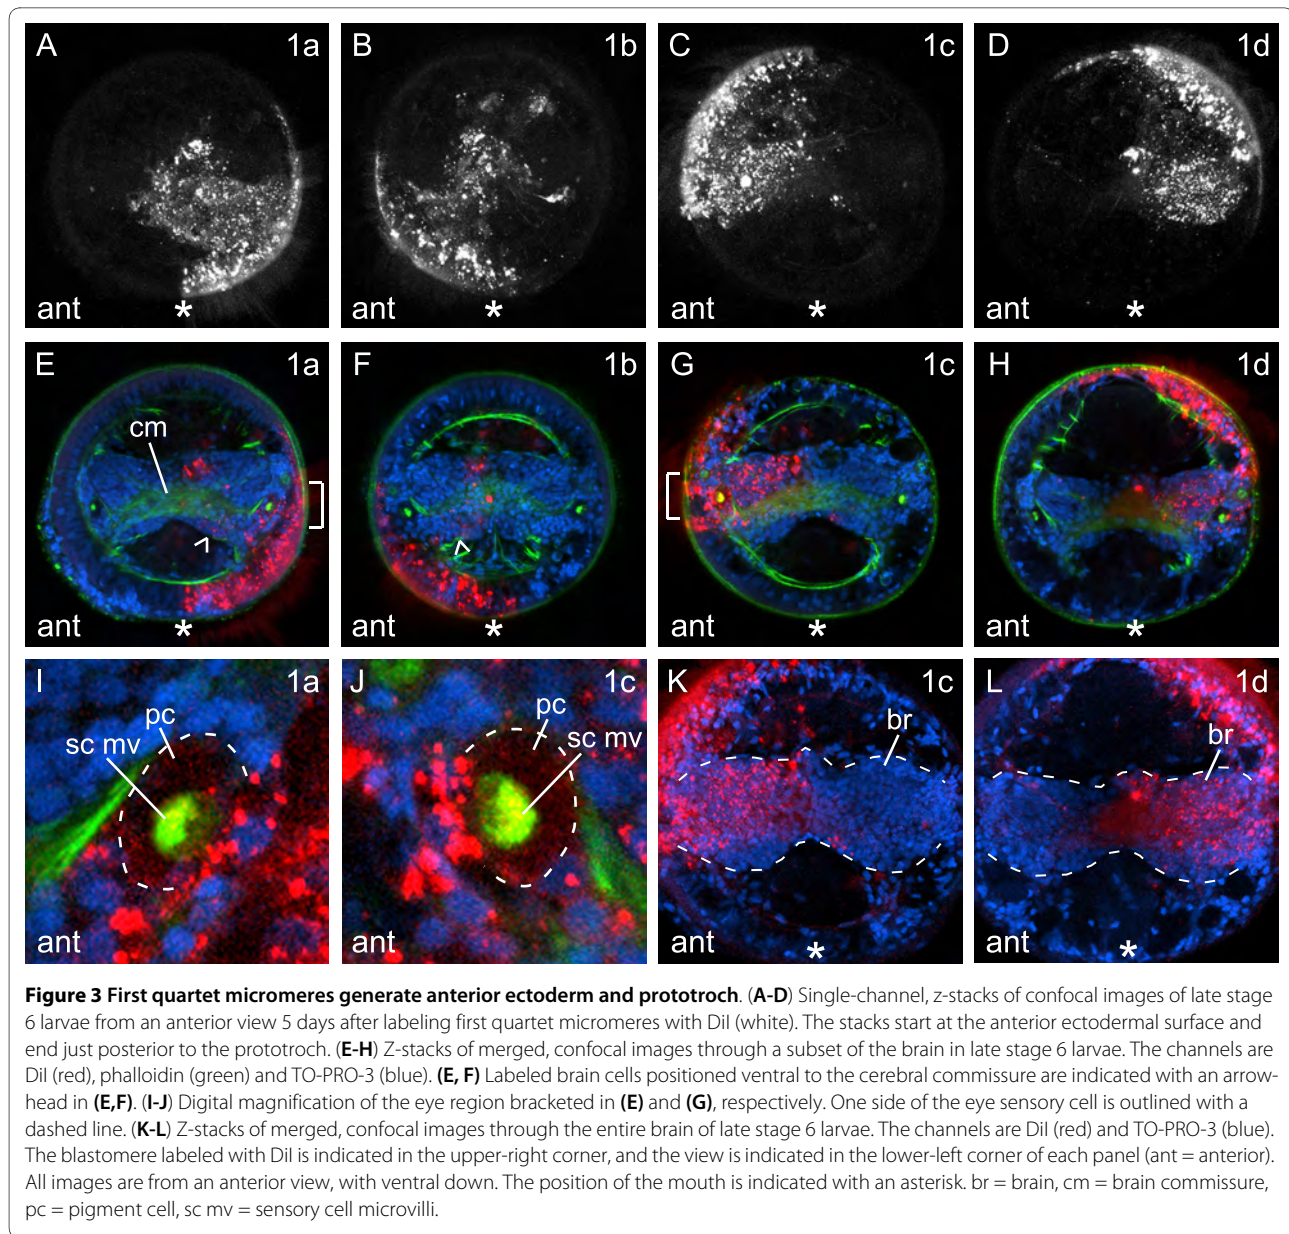 A 1a B 1b C 1c D 1d
ant * ant * ant * ant *
E 1a F 1b G 1c H 1d
cm
ant * ant * ant * ant *
I 1a J 1c K 1c L 1d
pc pc br br
sc mv sc mv
ant ant ant * ant *
Figure 3 First quartet micromeres generate anterior ectoderm and prototroch. (A-D) Single-channel, z-stacks of confocal images of late stage
6 larvae from an anterior view 5 days after labeling first quartet micromeres with DiI (white). The stacks start at the anterior ectodermal surface and
end just posterior to the prototroch. (E-H) Z-stacks of merged, confocal images through a subset of the brain in late stage 6 larvae. The channels are
DiI (red), phalloidin (green) and TO-PRO-3 (blue). (E, F) Labeled brain cells positioned ventral to the cerebral commissure are indicated with an arrow-
head in (E,F). (I-J) Digital magnification of the eye region bracketed in (E) and (G), respectively. One side of the eye sensory cell is outlined with a
dashed line. (K-L) Z-stacks of merged, confocal images through the entire brain of late stage 6 larvae. The channels are DiI (red) and TO-PRO-3 (blue).
The blastomere labeled with DiI is indicated in the upper-right corner, and the view is indicated in the lower-left corner of each panel (ant = anterior).
All images are from an anterior view, with ventral down. The position of the mouth is indicated with an asterisk. br = brain, cm = brain commissure,
pc = pigment cell, sc mv = sensory cell microvilli.